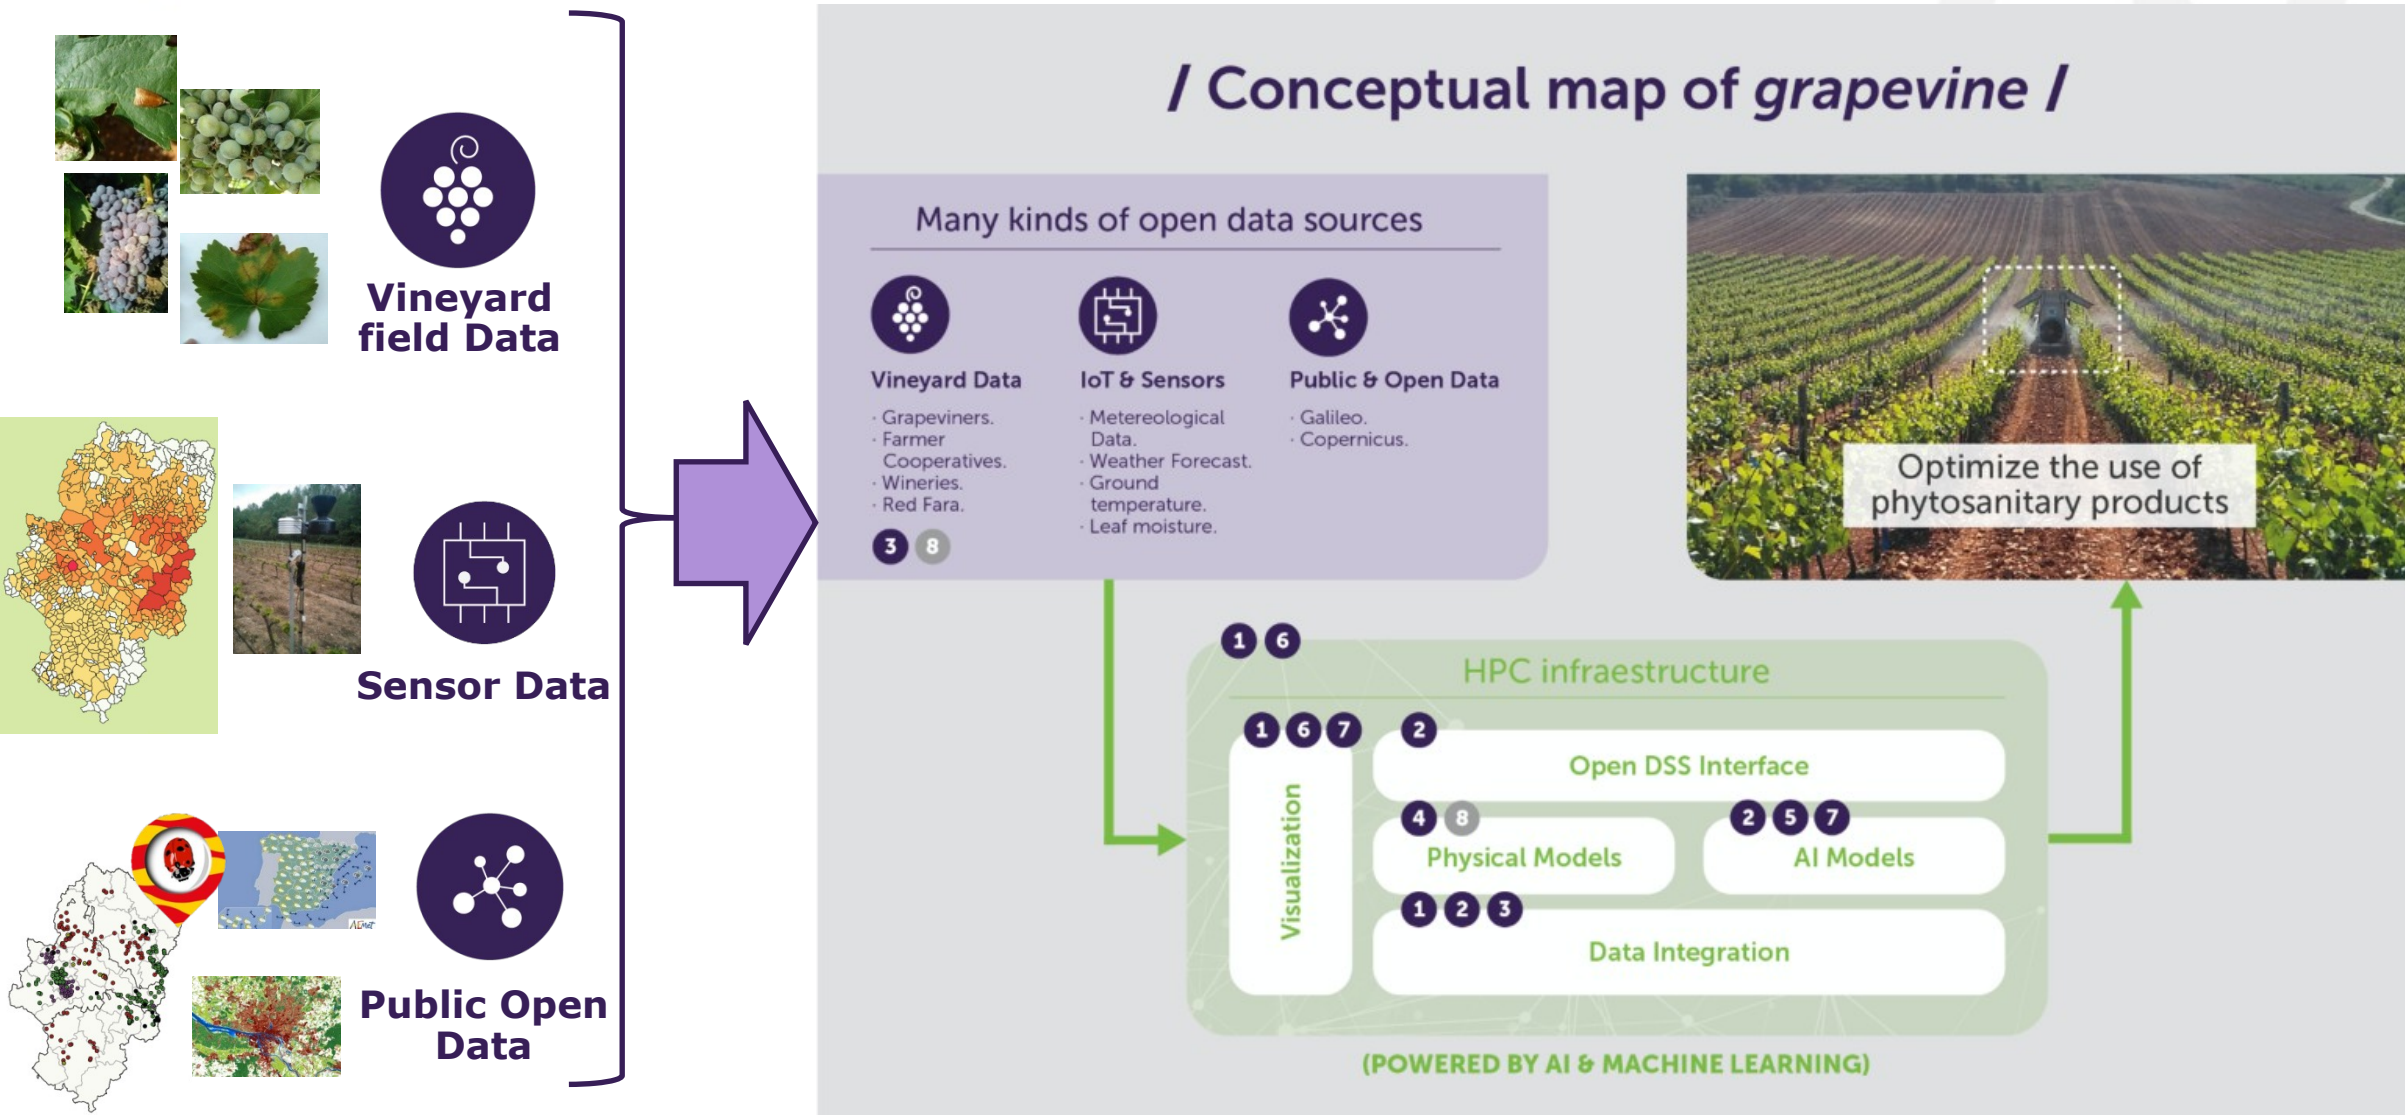 Vineyard
field Data
Sensor Data
AEmet
Public Open
Data
/ Conceptual map of grapevine /
Many kinds of open data sources
Vineyard Data
· Grapeviners.
· Farmer
Cooperatives.
· Wineries.
· Red Fara.
3 8
IoT & Sensors
· Metereological
Data.
· Weather Forecast.
· Ground
temperature.
· Leaf moisture.
Public & Open Data
· Galileo.
· Copernicus.
Optimize the use of
phytosanitary products
1 6
HPC infraestructure
1 6 7
Visualization
2
Open DSS Interface
4 8
Physical Models
2 5 7
AI Models
1 2 3
Data Integration
(POWERED BY AI & MACHINE LEARNING)